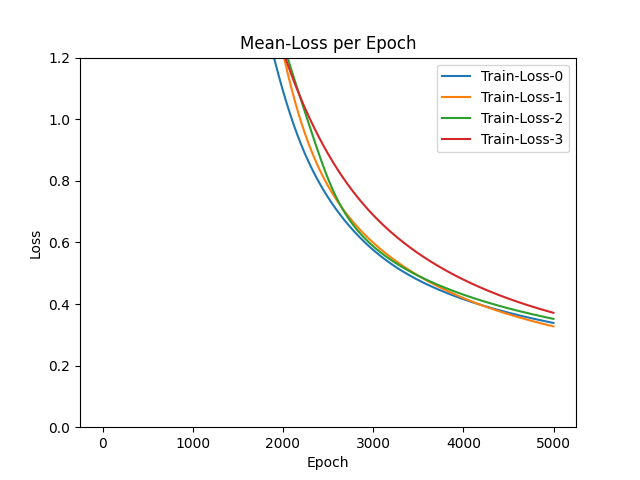 Mean-Loss per Epoch
Train-Loss-0
Train-Loss-1
Train-Loss-2
Train-Loss-3
Loss
1.2
1.0
0.8
0.6
0.4
0.2
0.0
0 1000 2000 3000 4000 5000
Epoch